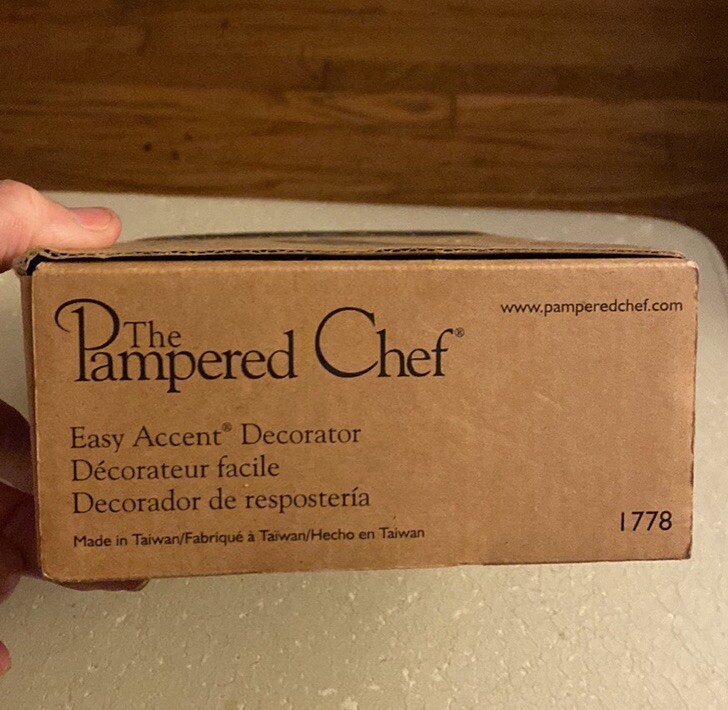 The
Pampered Chef®
www.pamperedchef.com
Easy Accent® Decorator
Décorateur facile
Decorador de respostería
Made in Taiwan/Fabriqué à Taïwan/Hecho en Taiwan
1778